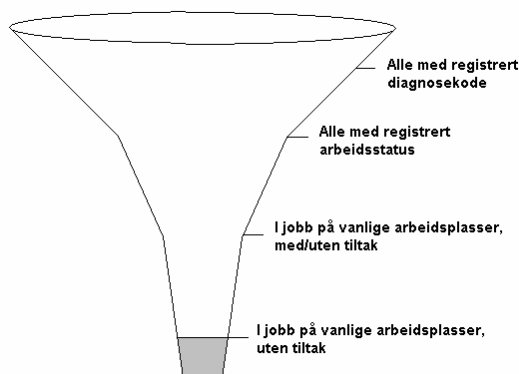 Alle med registrert
diagnosekode
Alle med registrert
arbeidsstatus
I jobb på vanlige arbeidsplasser,
med/uten tiltak
I jobb på vanlige arbeidsplasser,
uten tiltak